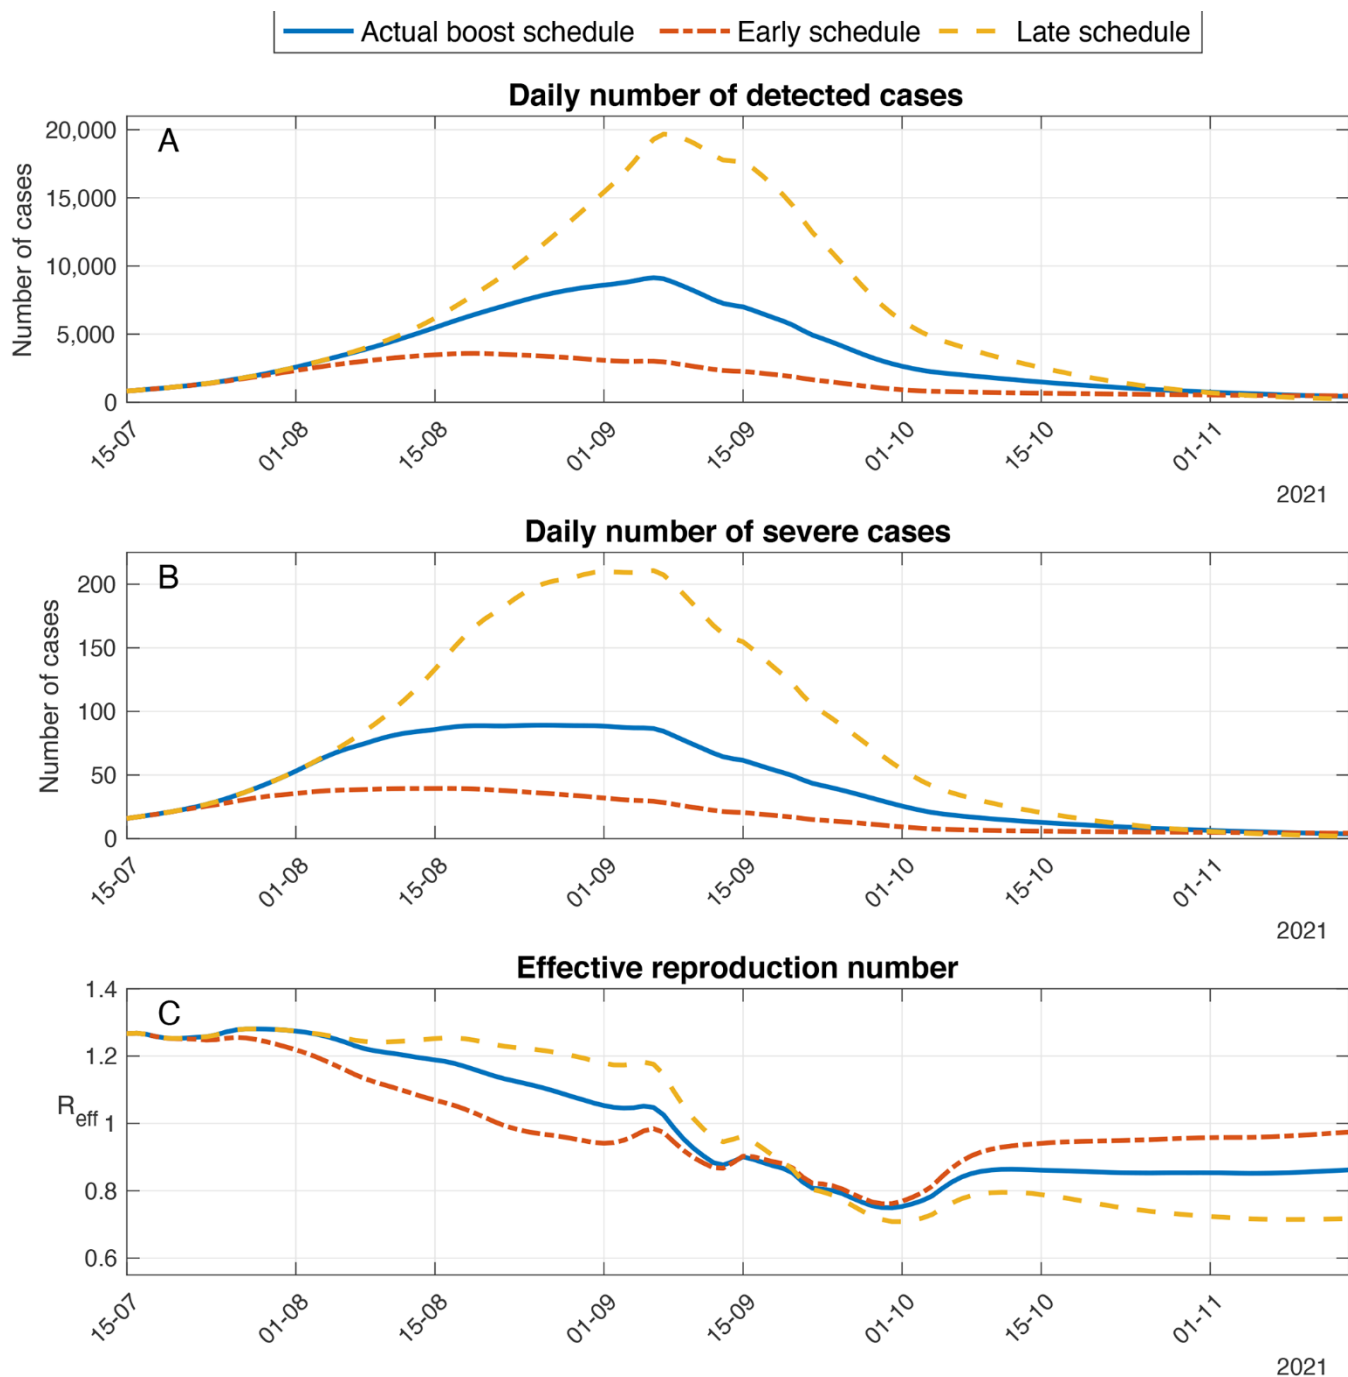 Actual boost schedule Early schedule Late schedule
Daily number of detected cases
A
Number of cases
20,000
15,000
10,000
5,000
0
15-07 01-08 15-08 01-09 15-09 01-10 15-10 01-11
2021
Daily number of severe cases
B
Number of cases
200
150
100
50
0
15-07 01-08 15-08 01-09 15-09 01-10 15-10 01-11
2021
Effective reproduction number
C
Reff
1.4
1.2
1
0.8
0.6
15-07 01-08 15-08 01-09 15-09 01-10 15-10 01-11
2021